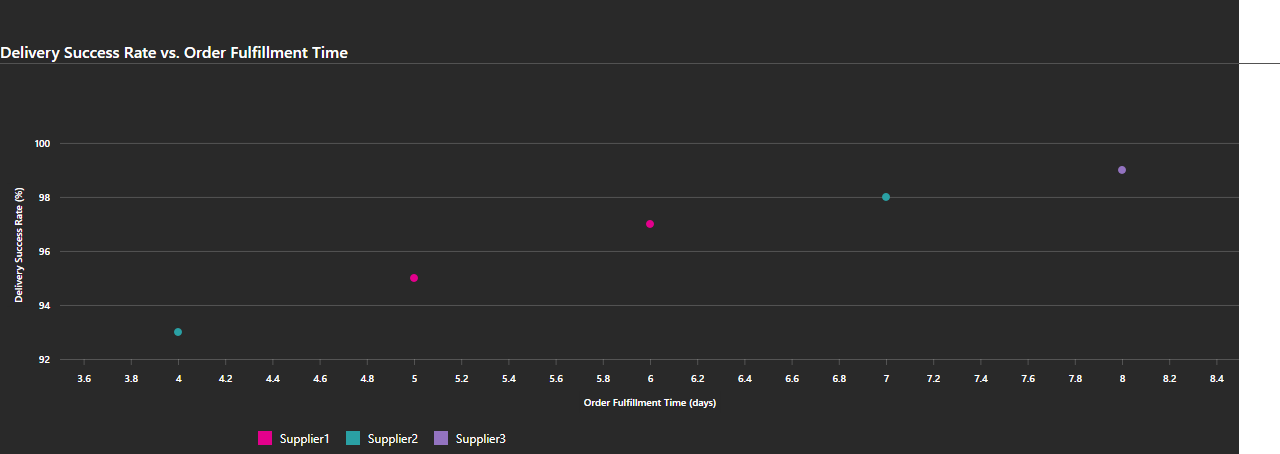 Delivery Success Rate vs. Order Fulfillment Time
100
98
96
94
92
Delivery Success Rate (%)
3.6 3.8 4 4.2 4.4 4.6 4.8 5 5.2 5.4 5.6 5.8 6 6.2 6.4 6.6 6.8 7 7.2 7.4 7.6 7.8 8 8.2 8.4
Order Fulfillment Time (days)
Supplier1 Supplier2 Supplier3